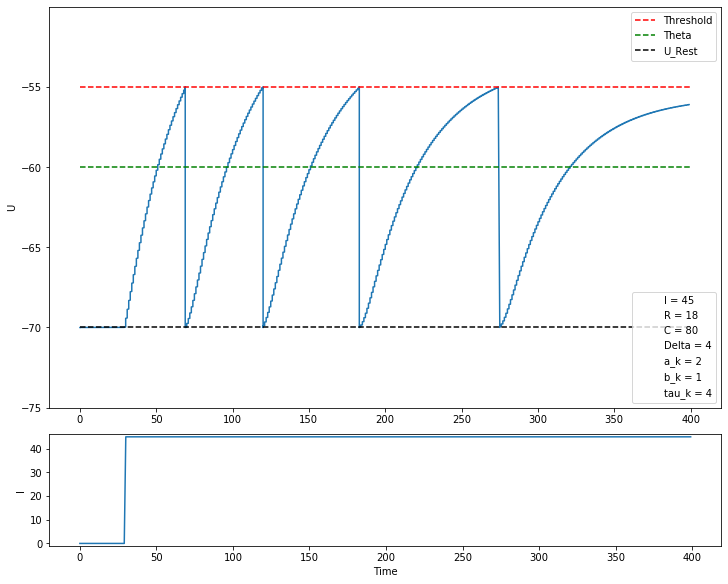 Threshold
Theta
U_Rest
−55
−60
−65
−70
−75
U
I = 45
R = 18
C = 80
Delta = 4
a_k = 2
b_k = 1
tau_k = 4
0 50 100 150 200 250 300 350 400
40
30
20
10
0
I
0 50 100 150 200 250 300 350 400
Time